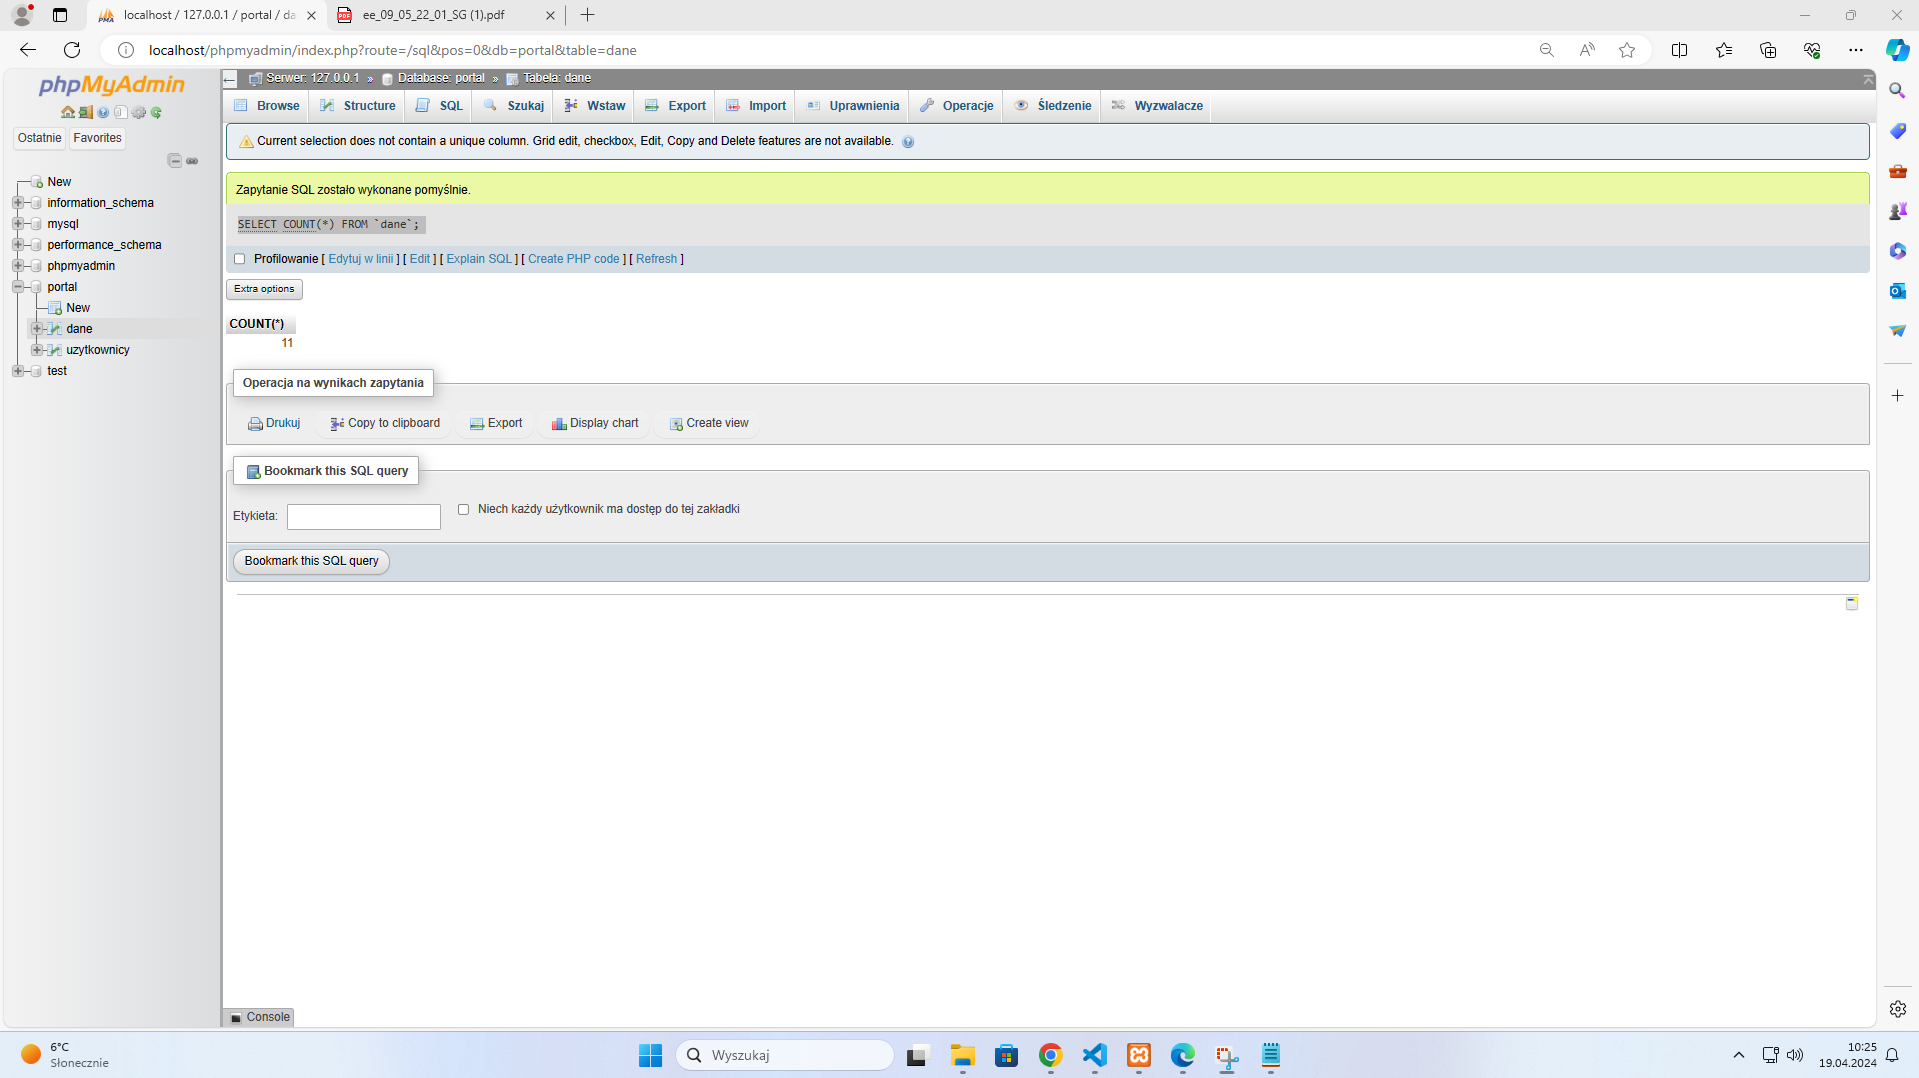 localhost / 127.0.0.1 / portal / da
ee_09_05_22_01_SG (1).pdf
localhost/phpmyadmin/index.php?route=/sql&pos=0&db=portal&table=dane
phpMyAdmin
Ostatnie
Favorites
New
information_schema
mysql
performance_schema
phpmyadmin
portal
New
dane
uzytkownicy
test
Serwer: 127.0.0.1 » Database: portal » Tabela: dane
Browse
Structure
SQL
Szukaj
Wstaw
Export
Import
Uprawnienia
Operacje
Śledzenie
Wyzwalacze
Current selection does not contain a unique column. Grid edit, checkbox, Edit, Copy and Delete features are not available.
Zapytanie SQL zostało wykonane pomyślnie.
SELECT COUNT(*) FROM `dane`;
Profilowanie [ Edytuj w linii ] [ Edit ] [ Explain SQL ] [ Create PHP code ] [ Refresh ]
Extra options
COUNT(*)
11
Operacja na wynikach zapytania
Drukuj
Copy to clipboard
Export
Display chart
Create view
Bookmark this SQL query
Etykieta:
Niech każdy użytkownik ma dostęp do tej zakładki
Bookmark this SQL query
Console
6°C
Słonecznie
Wyszukaj
10:25
19.04.2024